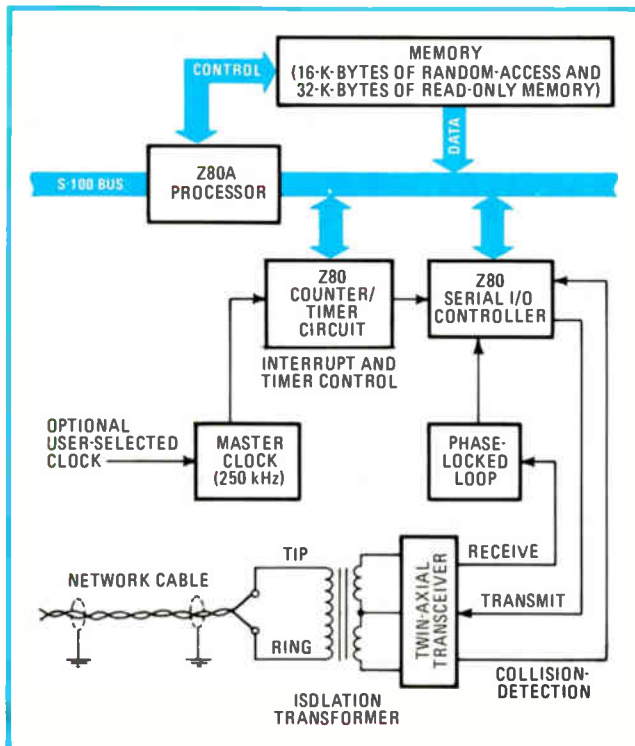 MEMORY
(16-K-BYTES OF RANDOM-ACCESS AND
32-K-BYTES OF READ-ONLY MEMORY)
CONTROL
DATA
S-100 BUS
Z80A
PROCESSOR
Z80
COUNTER/
TIMER
CIRCUIT
Z80
SERIAL I/O
CONTROLLER
INTERRUPT AND
TIMER CONTROL
OPTIONAL
USER-SELECTED
CLOCK
MASTER
CLOCK
(250 kHz)
PHASE-
LOCKED
LOOP
NETWORK CABLE
TIP
RING
TWIN-AXIAL
TRANSCEIVER
RECEIVE
TRANSMIT
COLLISION-
DETECTION
ISOLATION
TRANSFORMER